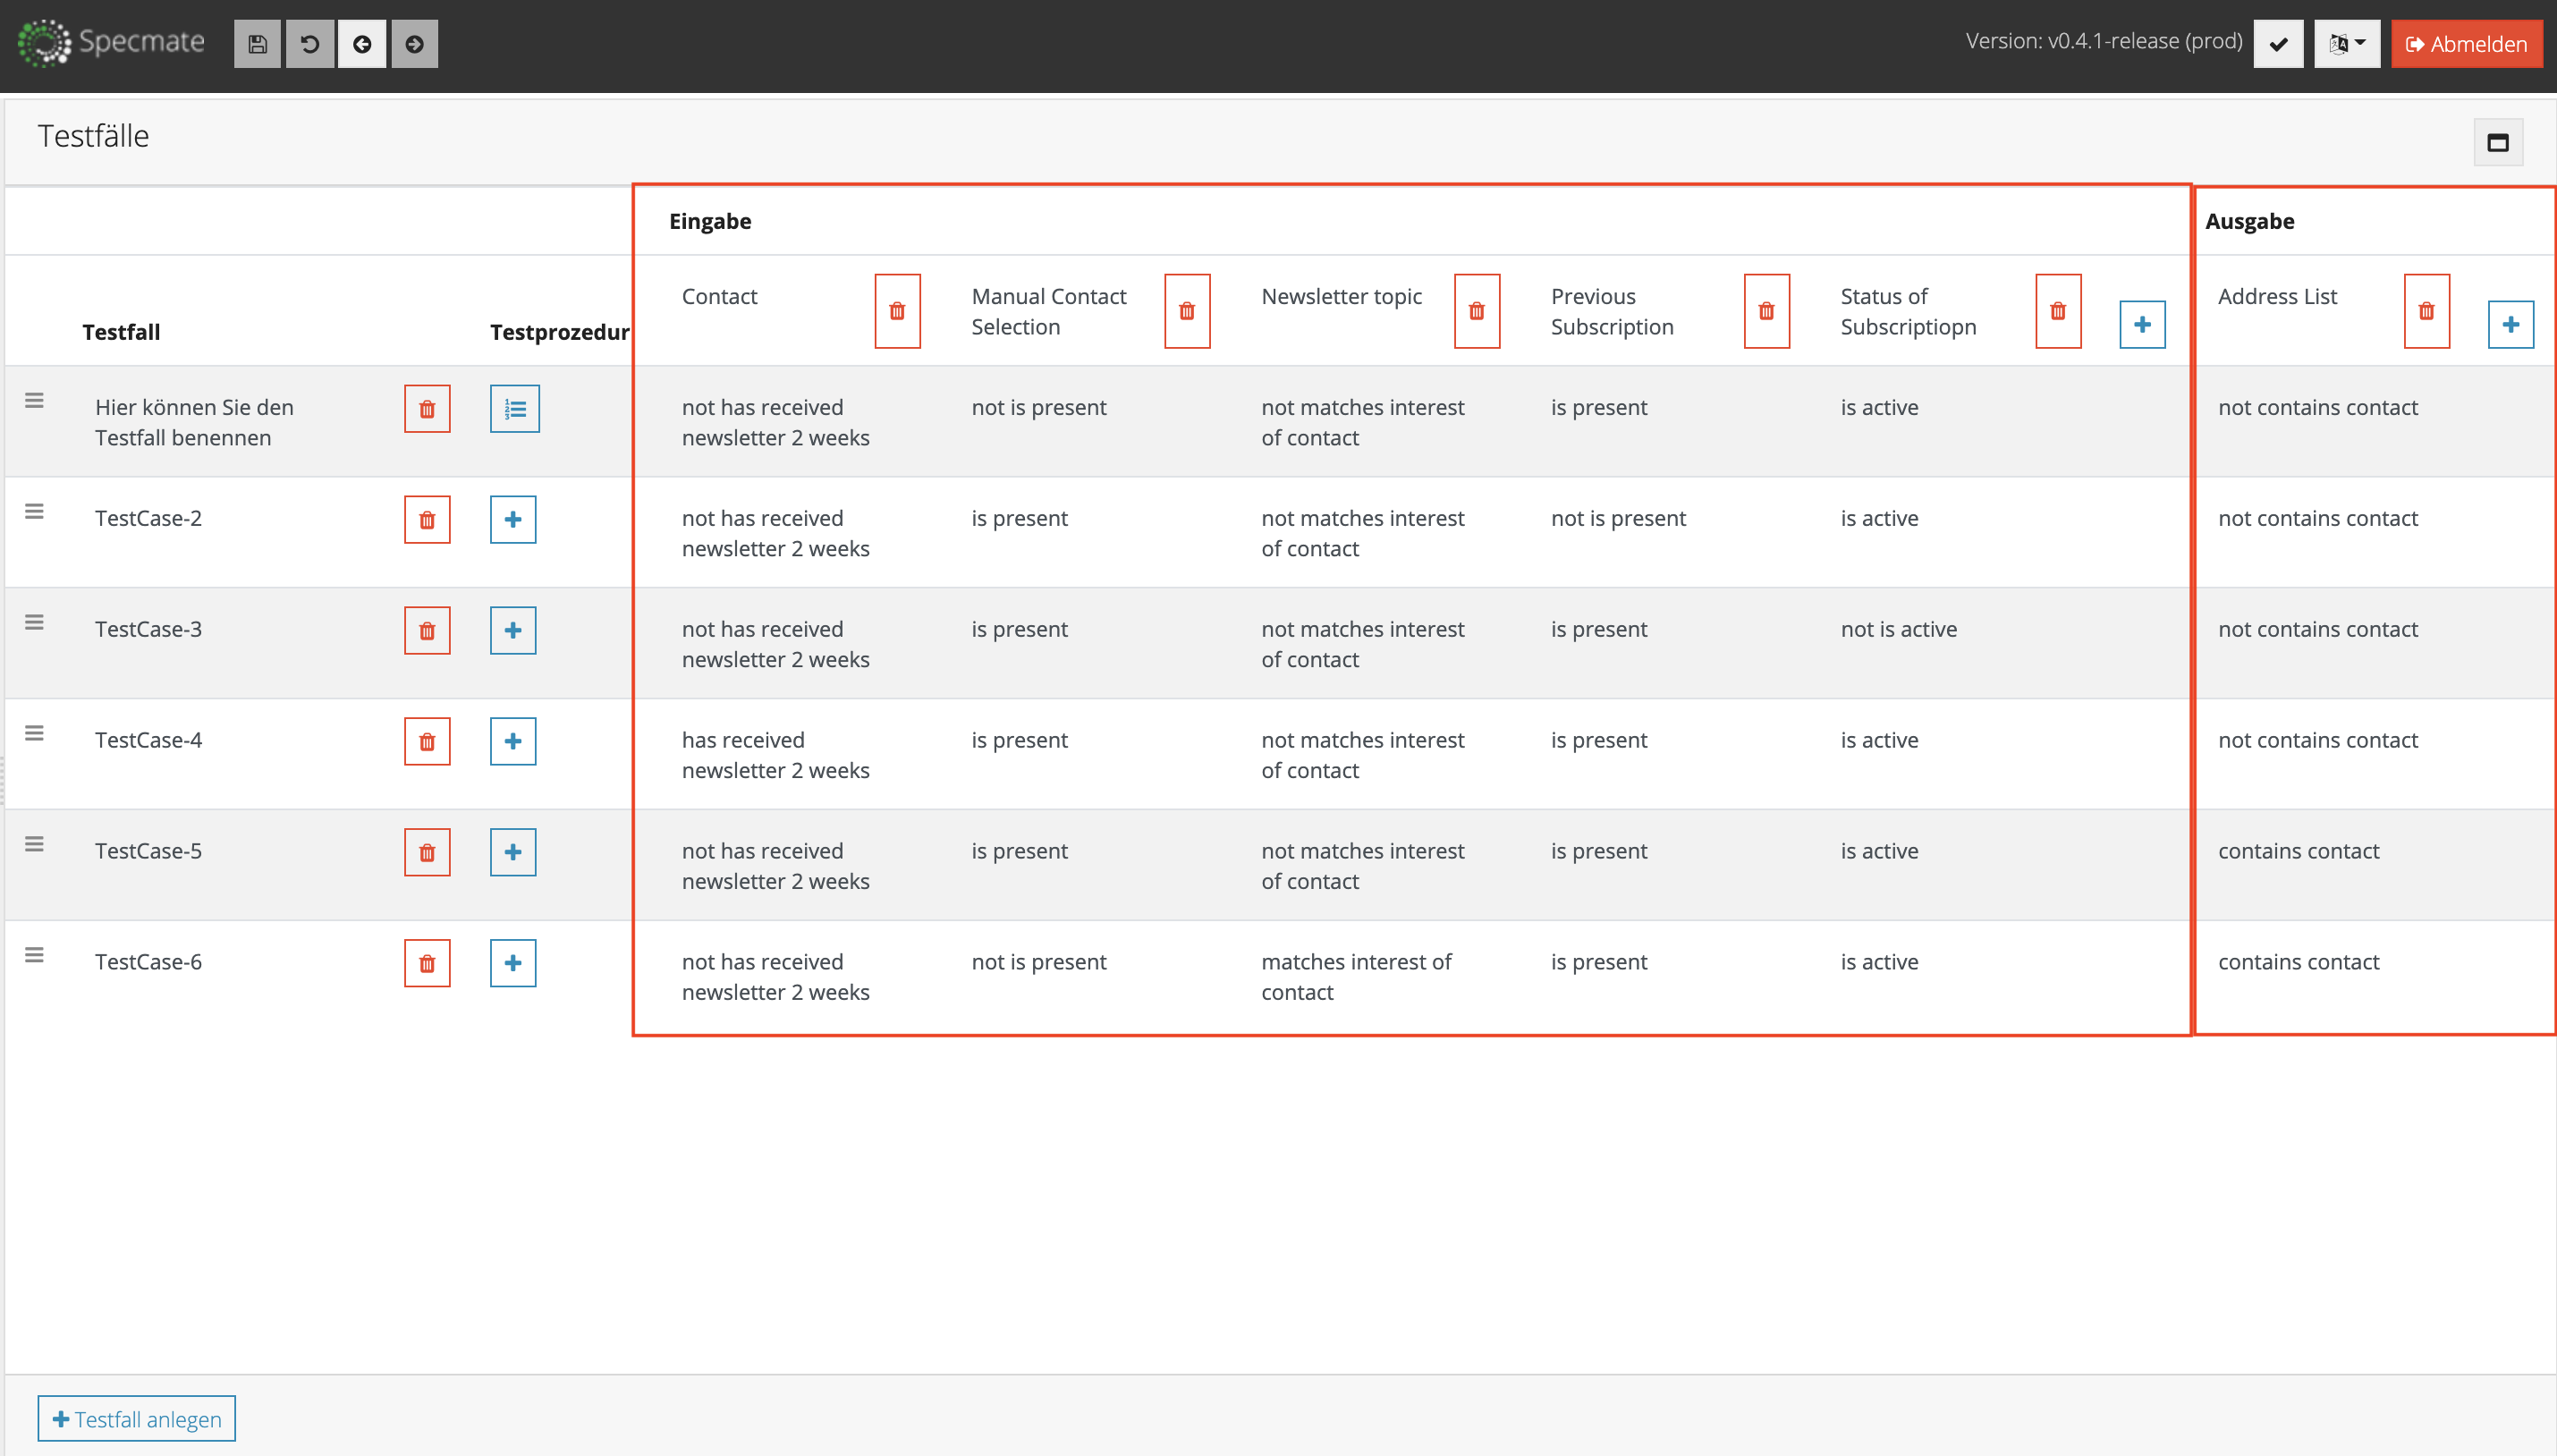 Specmate
Version: v0.4.1-release (prod)
Abmelden
Testfälle
Eingabe
Ausgabe
Testfall
Testprozedur
Contact
Manual Contact
Selection
Newsletter topic
Previous
Subscription
Status of
Subscriptiopn
Address List
Hier können Sie den
Testfall benennen
not has received
newsletter 2 weeks
not is present
not matches interest
of contact
is present
is active
not contains contact
TestCase-2
not has received
newsletter 2 weeks
is present
not matches interest
of contact
not is present
is active
not contains contact
TestCase-3
not has received
newsletter 2 weeks
is present
not matches interest
of contact
is present
not is active
not contains contact
TestCase-4
has received
newsletter 2 weeks
is present
not matches interest
of contact
is present
is active
not contains contact
TestCase-5
not has received
newsletter 2 weeks
is present
not matches interest
of contact
is present
is active
contains contact
TestCase-6
not has received
newsletter 2 weeks
not is present
matches interest of
contact
is present
is active
contains contact
Testfall anlegen